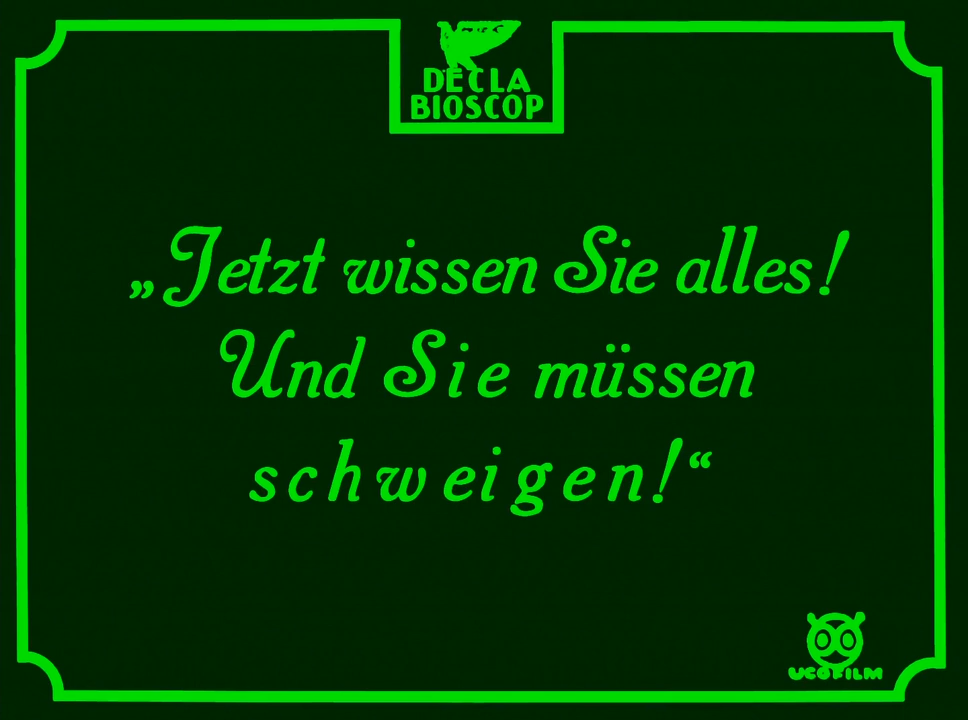 DECLA
BIOSCOP
„Jetzt wissen Sie alles!
Und Sie müssen
schweigen!“
UCOFILM